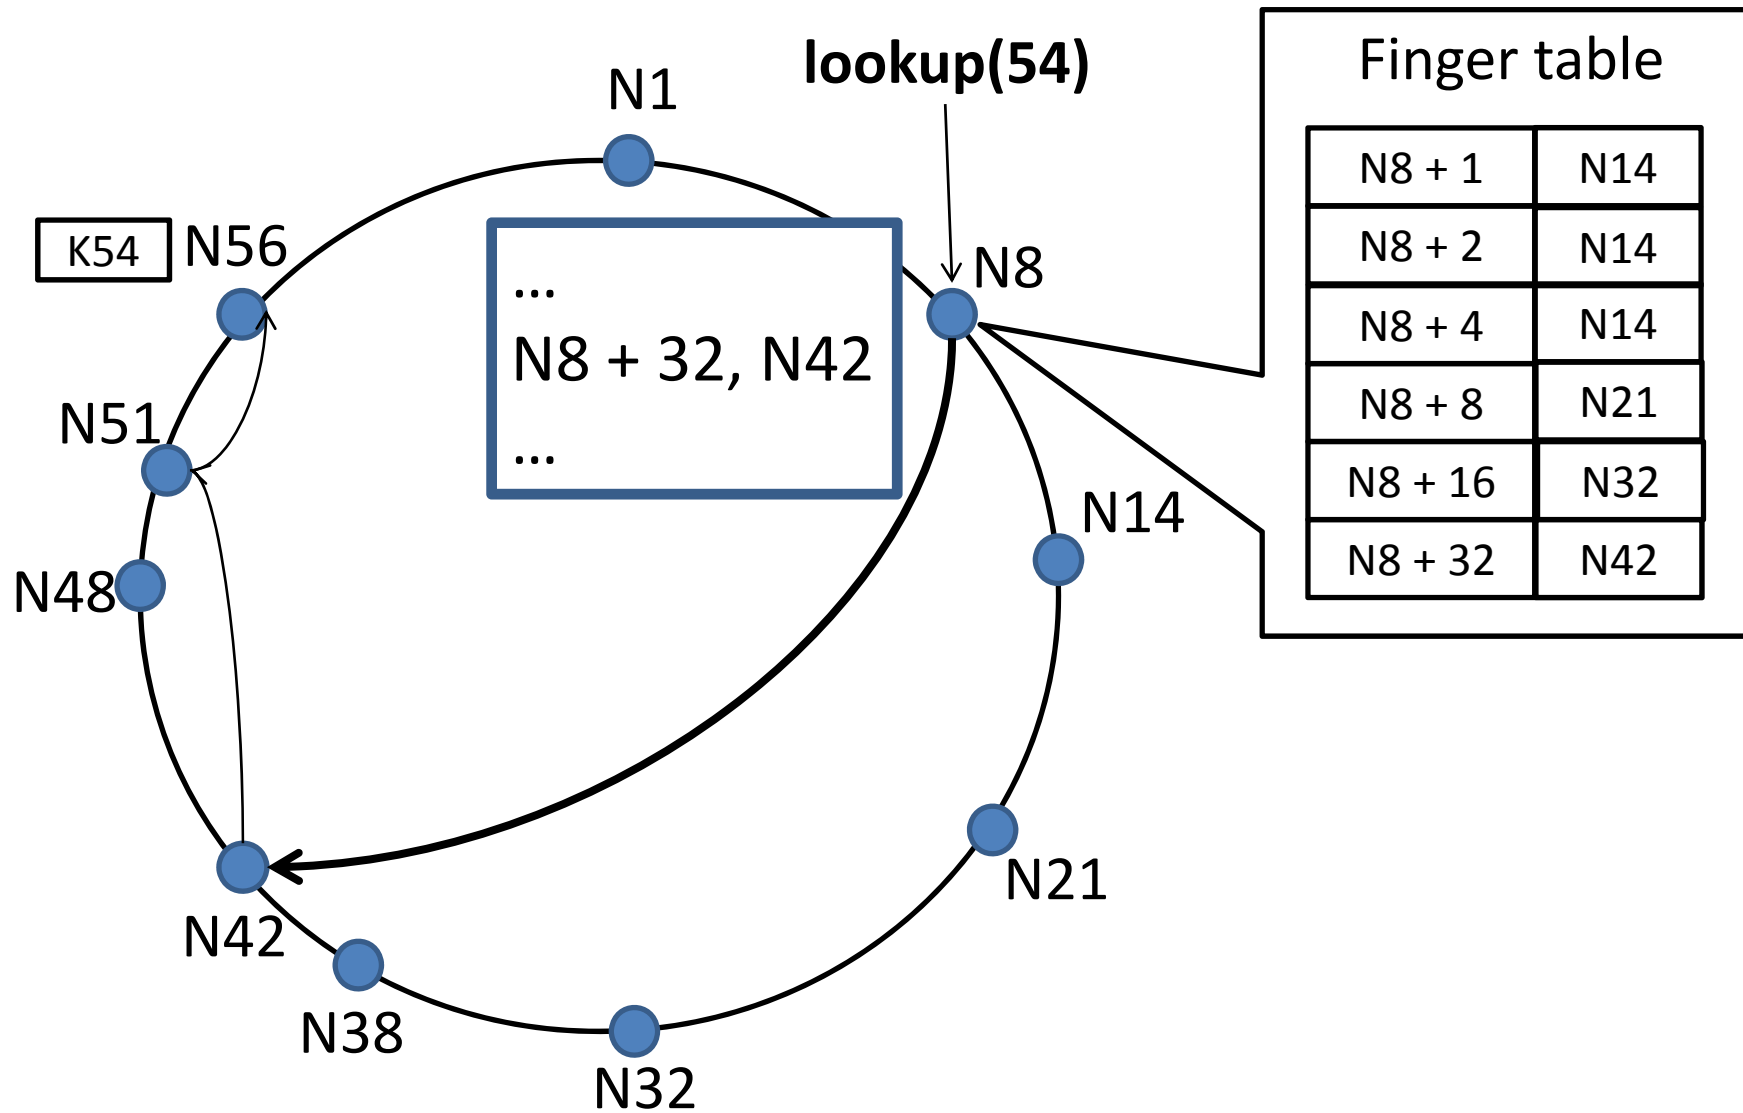 lookup(54)
Finger table
N8 + 1 N14
N8 + 2 N14
N8 + 4 N14
N8 + 8 N21
N8 + 16 N32
N8 + 32 N42
N1
K54
N56
...
N8 + 32, N42
...
N8
N51
N14
N48
N21
N42
N38
N32